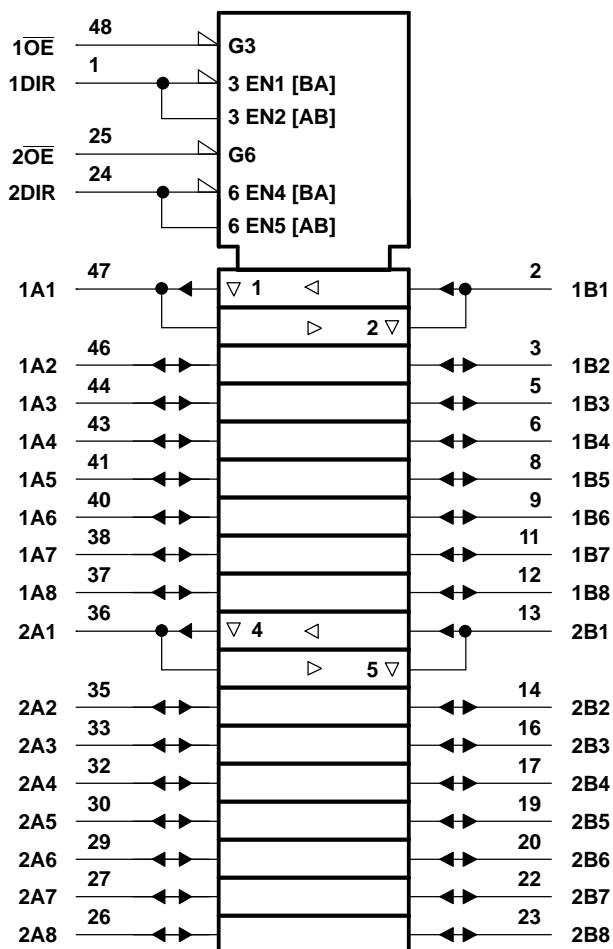 48
1O̅E̅ G3
1
1DIR 3 EN1 [BA]
3 EN2 [AB]
25
2O̅E̅ G6
24
2DIR 6 EN4 [BA]
6 EN5 [AB]
47 2
1A1 ▽ 1 ◁ 1B1
▷ 2 ▽
46 3
1A2 1B2
44 5
1A3 1B3
43 6
1A4 1B4
41 8
1A5 1B5
40 9
1A6 1B6
38 11
1A7 1B7
37 12
1A8 1B8
36 13
2A1 ▽ 4 ◁ 2B1
▷ 5 ▽
35 14
2A2 2B2
33 16
2A3 2B3
32 17
2A4 2B4
30 19
2A5 2B5
29 20
2A6 2B6
27 22
2A7 2B7
26 23
2A8 2B8